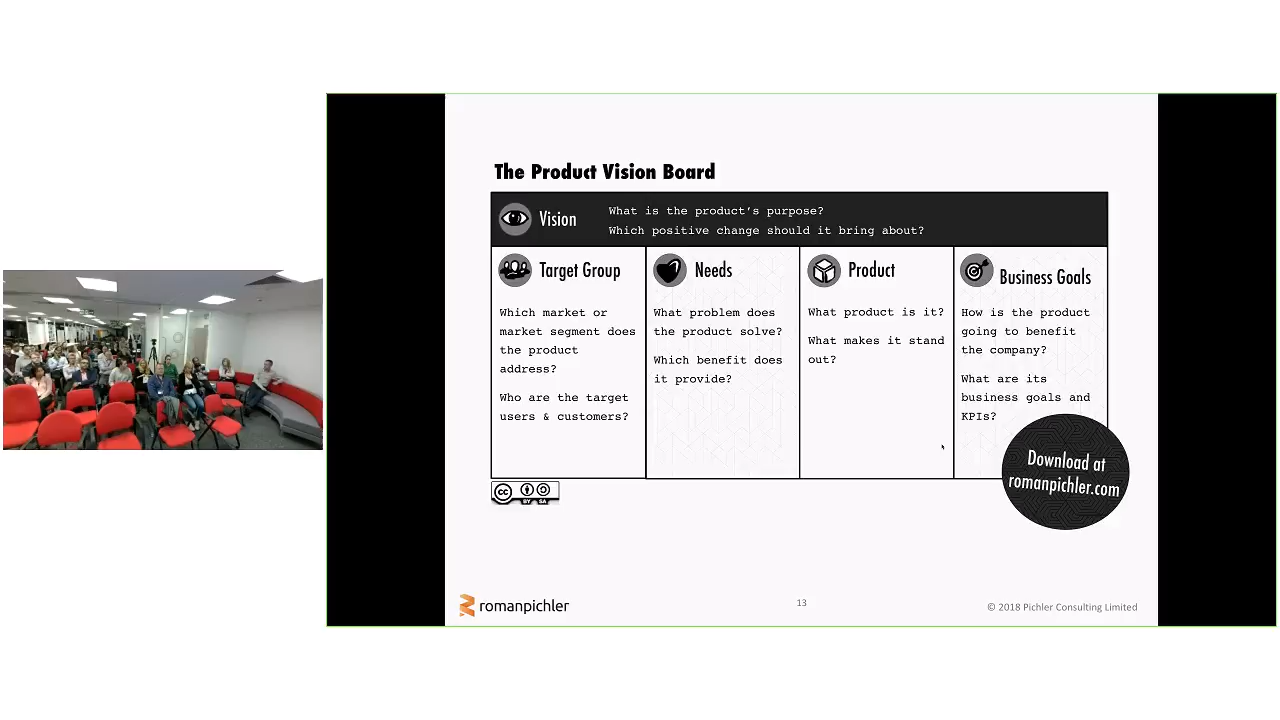 The Product Vision Board
Vision
What is the product's purpose?
Which positive change should it bring about?
Target Group
Which market or
market segment does
the product
address?
Who are the target
users & customers?
Needs
What problem does
the product solve?
Which benefit does
it provide?
Product
What product is it?
What makes it stand
out?
Business Goals
How is the product
going to benefit
the company?
What are its
business goals and
KPIs?
Download at
romanpichler.com
cc
BY SA
romanpichler
13
© 2018 Pichler Consulting Limited